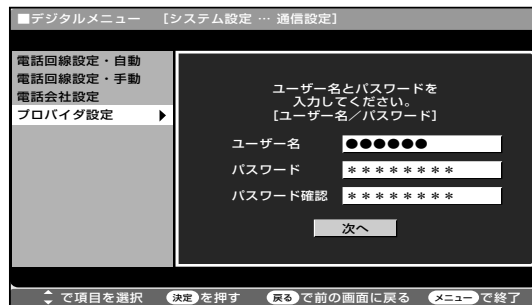 ■デジタルメニュー [システム設定 … 通信設定]
電話回線設定・自動
電話回線設定・手動
電話会社設定
プロバイダ設定
ユーザー名とパスワードを
入力してください。
[ユーザー名／パスワード]
ユーザー名 ●●●●●●
パスワード ＊＊＊＊＊＊＊＊
パスワード確認 ＊＊＊＊＊＊＊＊
次へ
で項目を選択 決定を押す 戻るで前の画面に戻る メニューで終了